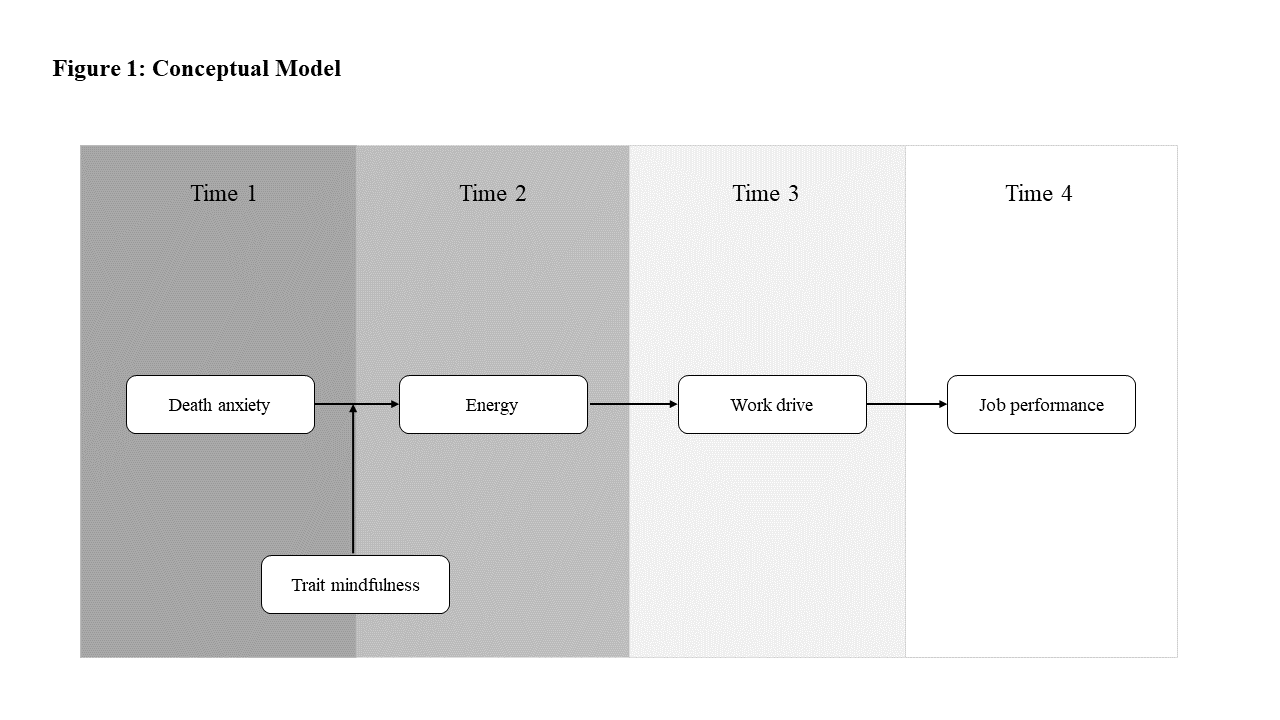 Figure 1: Conceptual Model
Time 1
Time 2
Time 3
Time 4
Death anxiety
Energy
Work drive
Job performance
Trait mindfulness